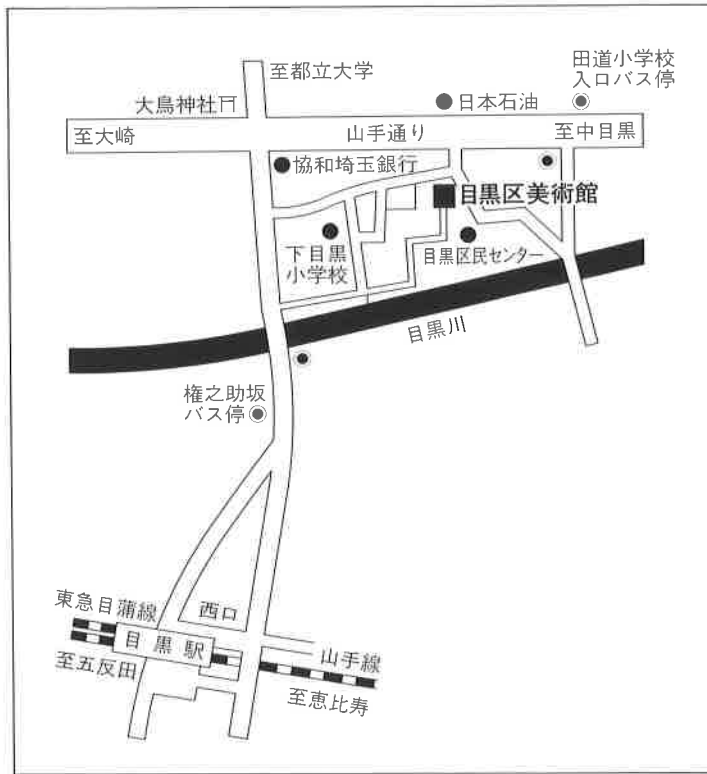 至都立大学
田道小学校
入口バス停
大鳥神社
日本石油
至大崎
山手通り
至中目黒
協和埼玉銀行
目黒区美術館
下目黒
小学校
目黒区民センター
目黒川
権之助坂
バス停
東急目蒲線
西口
目黒駅
山手線
至五反田
至恵比寿